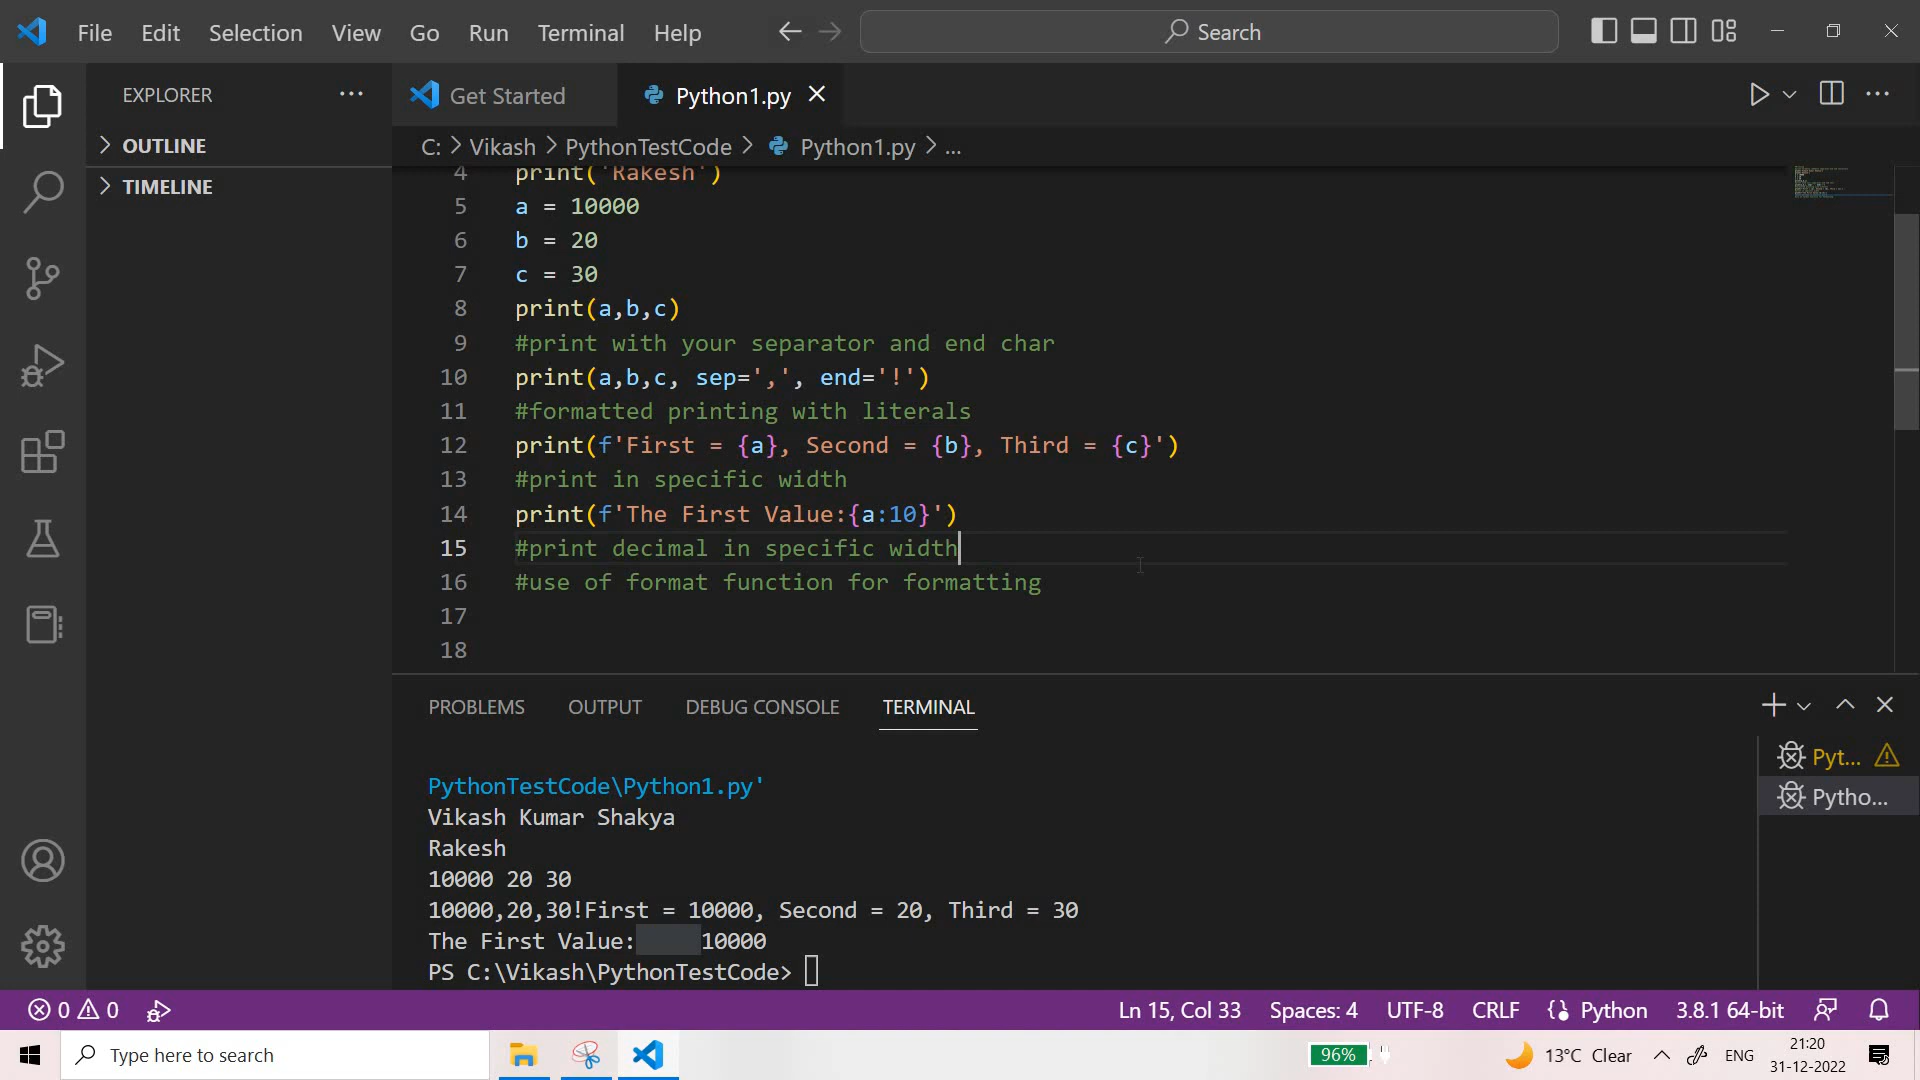 File Edit Selection View Go Run Terminal Help Search
EXPLORER
OUTLINE
TIMELINE
Get Started Python1.py
C: > Vikash > PythonTestCode > Python1.py > ...
4 print('Rakesh')
5 a = 10000
6 b = 20
7 c = 30
8 print(a,b,c)
9 #print with your separator and end char
10 print(a,b,c, sep=',', end='!')
11 #formatted printing with literals
12 print(f'First = {a}, Second = {b}, Third = {c}')
13 #print in specific width
14 print(f'The First Value:{a:10}')
15 #print decimal in specific width
16 #use of format function for formatting
17
18
PROBLEMS OUTPUT DEBUG CONSOLE TERMINAL
PythonTestCode\Python1.py'
Vikash Kumar Shakya
Rakesh
10000 20 30
10000,20,30!First = 10000, Second = 20, Third = 30
The First Value:     10000
PS C:\Vikash\PythonTestCode>
Pyt...
Pytho...
0 0 Ln 15, Col 33 Spaces: 4 UTF-8 CRLF Python 3.8.1 64-bit
Type here to search 96% 13°C Clear ENG 21:20
31-12-2022